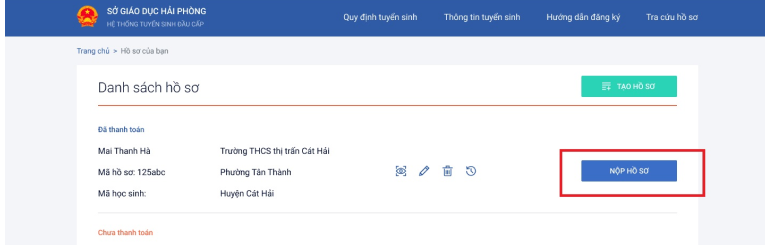 SỞ GIÁO DỤC HẢI PHÒNG
HỆ THỐNG TUYỂN SINH ĐẦU CẤP
Quy định tuyển sinh Thông tin tuyển sinh Hướng dẫn đăng ký Tra cứu hồ sơ
Trang chủ > Hồ sơ của bạn
Danh sách hồ sơ
TẠO HỒ SƠ
Đã thanh toán
Mai Thanh Hà Trường THCS thị trấn Cát Hải
Mã hồ sơ: 125abc Phường Tân Thành
NỘP HỒ SƠ
Mã học sinh: Huyện Cát Hải
Chưa thanh toán